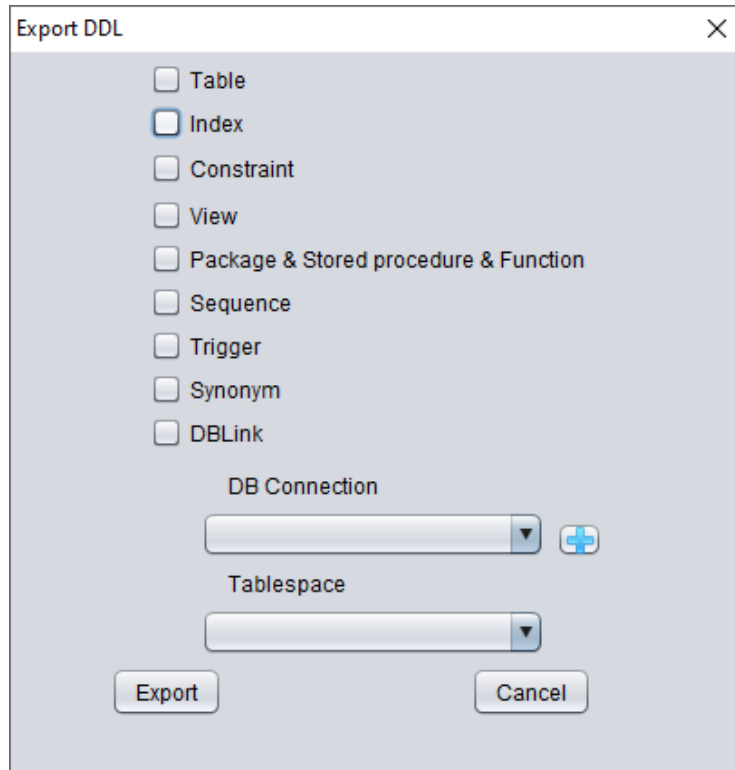 Export DDL
Table
Index
Constraint
View
Package & Stored procedure & Function
Sequence
Trigger
Synonym
DBLink
DB Connection
Tablespace
Export
Cancel